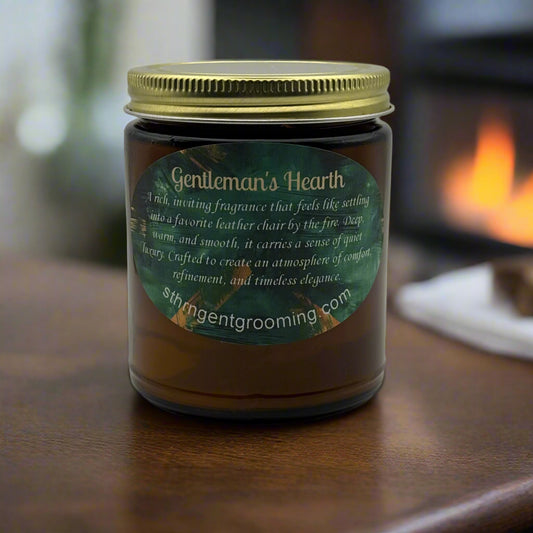 Gentleman's Hearth
A rich, inviting fragrance that feels like settling
into a favorite leather chair by the fire. Deep,
warm, and smooth, it carries a sense of quiet
luxury. Crafted to create an atmosphere of comfort,
refinement, and timeless elegance.
sthrngentgrooming.com